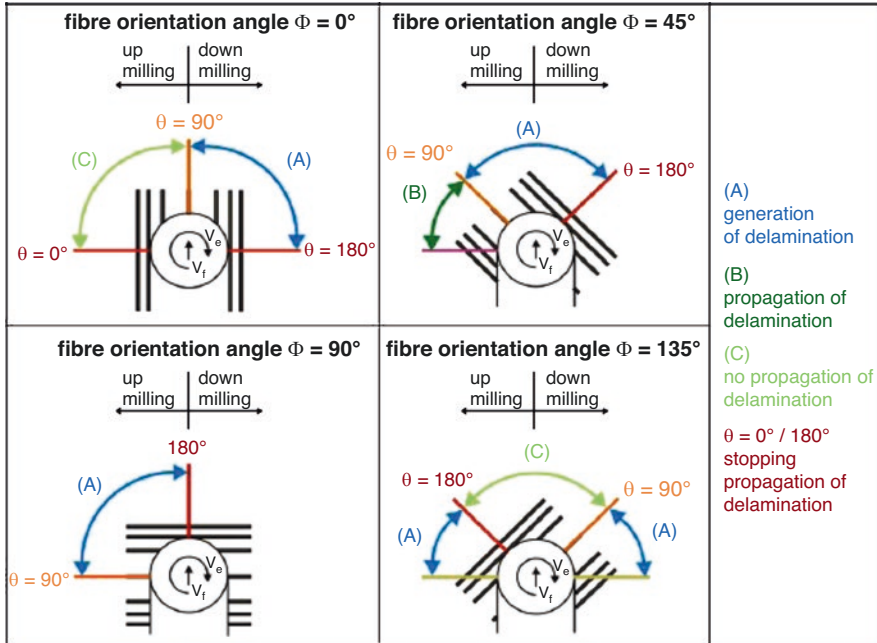 fibre orientation angle Φ = 0°
up milling
down milling
θ = 90°
(C)
(A)
θ = 0°
θ = 180°
Ve
Vf
fibre orientation angle Φ = 45°
up milling
down milling
(A)
θ = 90°
θ = 180°
(B)
Ve
Vf
fibre orientation angle Φ = 90°
up milling
down milling
180°
(A)
θ = 90°
Ve
Vf
fibre orientation angle Φ = 135°
up milling
down milling
(C)
θ = 180°
θ = 90°
(A)
(A)
Ve
Vf
(A)
generation
of delamination
(B)
propagation of
delamination
(C)
no propagation of
delamination
θ = 0° / 180°
stopping
propagation of
delamination